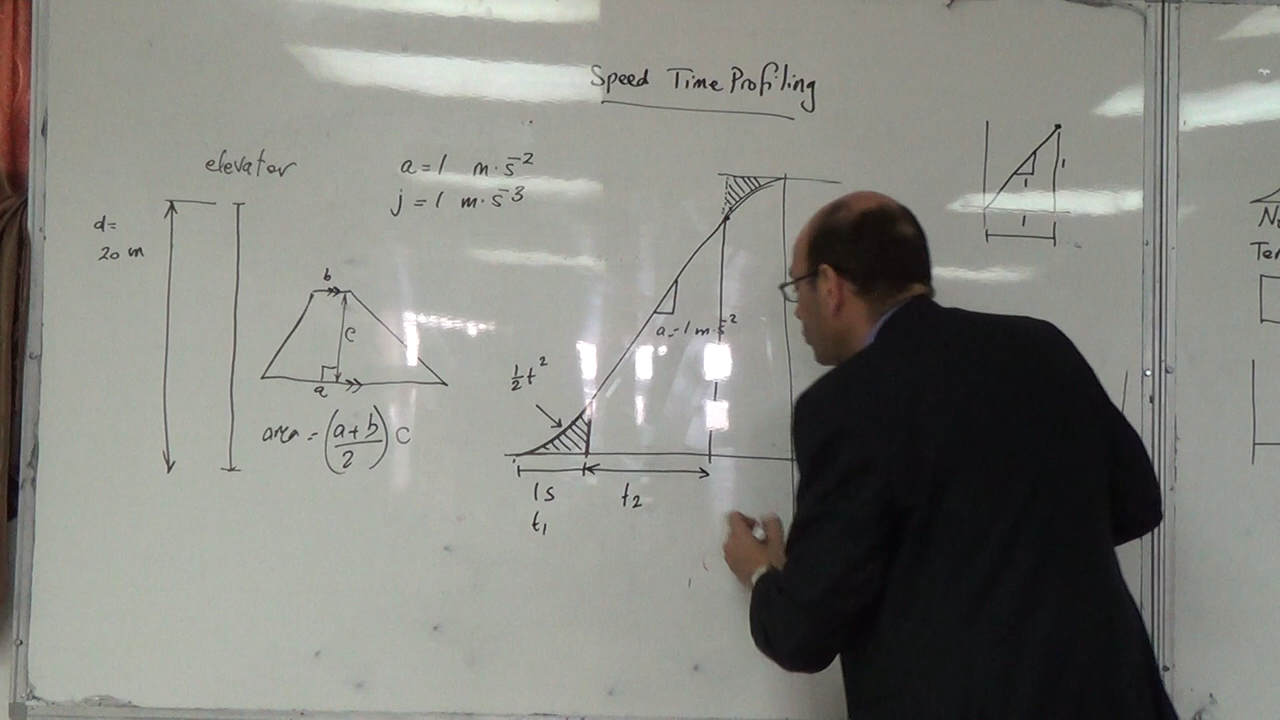 Speed Time Profiling
elevator
a = 1 m·s⁻²
j = 1 m·s⁻³
d =
20 m
b
c
a
area = (a+b/2) c
½t²
a = 1 m·s⁻²
1s
t₁
t₂
1
1
1